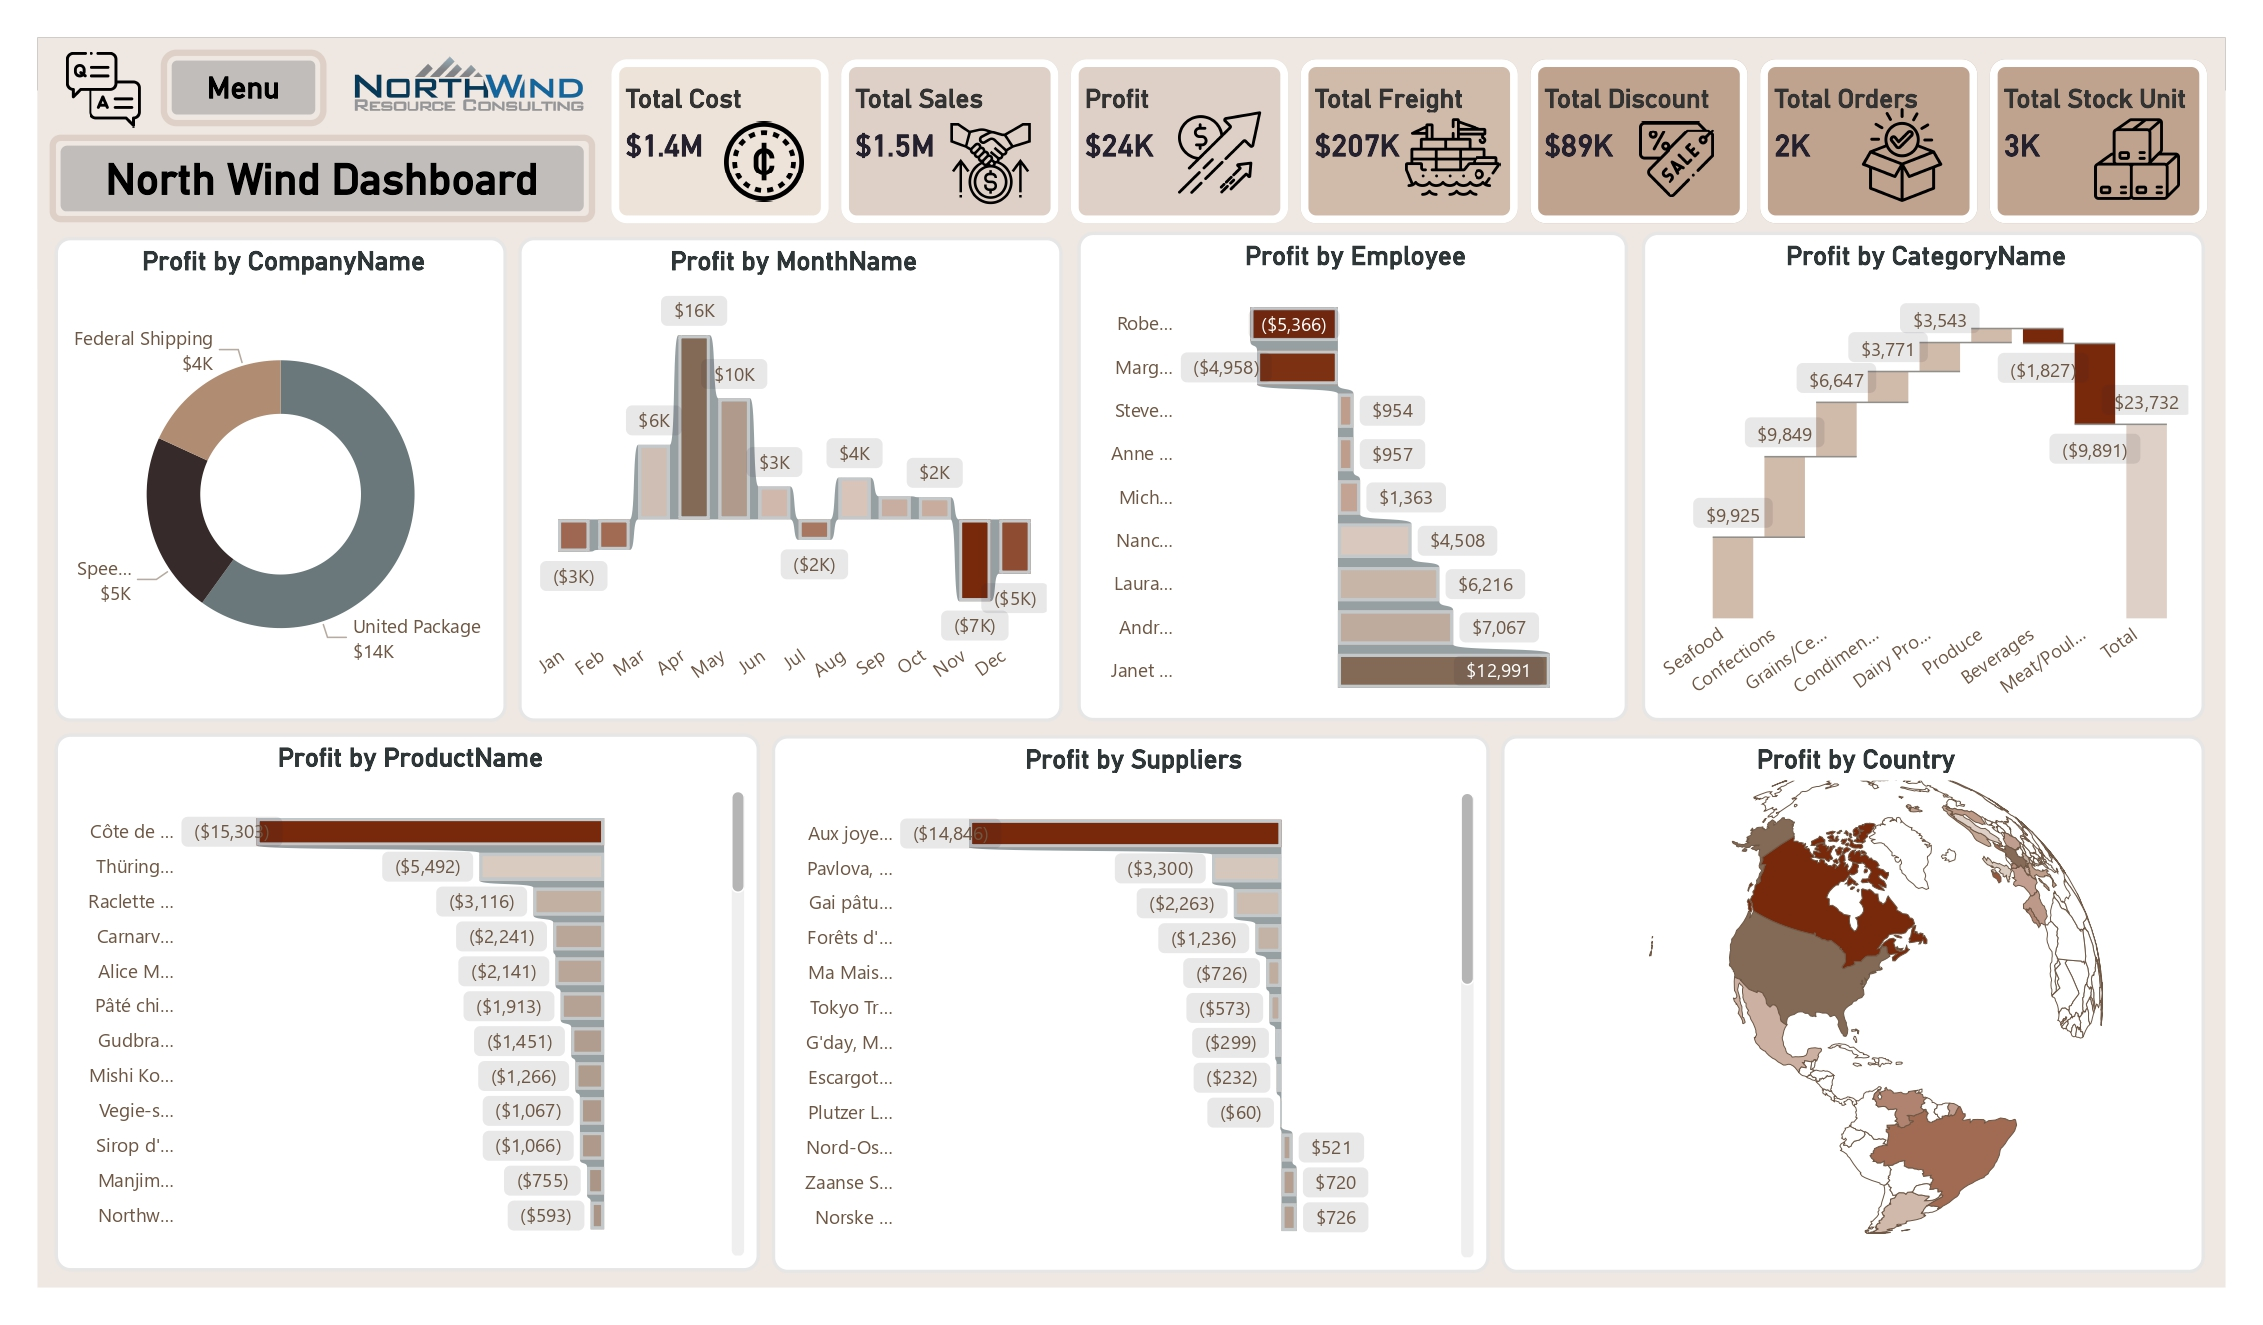 Q
A
Menu
NORTHWIND
RESOURCE CONSULTING
North Wind Dashboard
Total Cost
$1.4M
Total Sales
$1.5M
$
Profit
$24K
$
Total Freight
$207K
Total Discount
$89K
%
SALE
Total Orders
2K
Total Stock Unit
3K
Profit by CompanyName
Federal Shipping
$4K
Spee...
$5K
United Package
$14K
Profit by MonthName
$16K
$10K
$6K
$3K
$4K
$2K
($3K)
($2K)
($5K)
($7K)
Jan
Feb
Mar
Apr
May
Jun
Jul
Aug
Sep
Oct
Nov
Dec
Profit by Employee
Robe... ($5,366)
Marg... ($4,958)
Steve... $954
Anne ... $957
Mich... $1,363
Nanc... $4,508
Laura... $6,216
Andr... $7,067
Janet ... $12,991
Profit by CategoryName
$3,543
$3,771
$6,647
($1,827)
$23,732
$9,849
($9,891)
$9,925
Seafood
Confections
Grains/Ce...
Condimen...
Dairy Pro...
Produce
Beverages
Meat/Poul...
Total
Profit by ProductName
Côte de ... ($15,303)
Thüring... ($5,492)
Raclette ... ($3,116)
Carnarv... ($2,241)
Alice M... ($2,141)
Pâté chi... ($1,913)
Gudbra... ($1,451)
Mishi Ko... ($1,266)
Vegie-s... ($1,067)
Sirop d'... ($1,066)
Manjim... ($755)
Northw... ($593)
Profit by Suppliers
Aux joye... ($14,846)
Pavlova, ... ($3,300)
Gai pâtu... ($2,263)
Forêts d'... ($1,236)
Ma Mais... ($726)
Tokyo Tr... ($573)
G'day, M... ($299)
Escargot... ($232)
Plutzer L... ($60)
Nord-Os... $521
Zaanse S... $720
Norske ... $726
Profit by Country